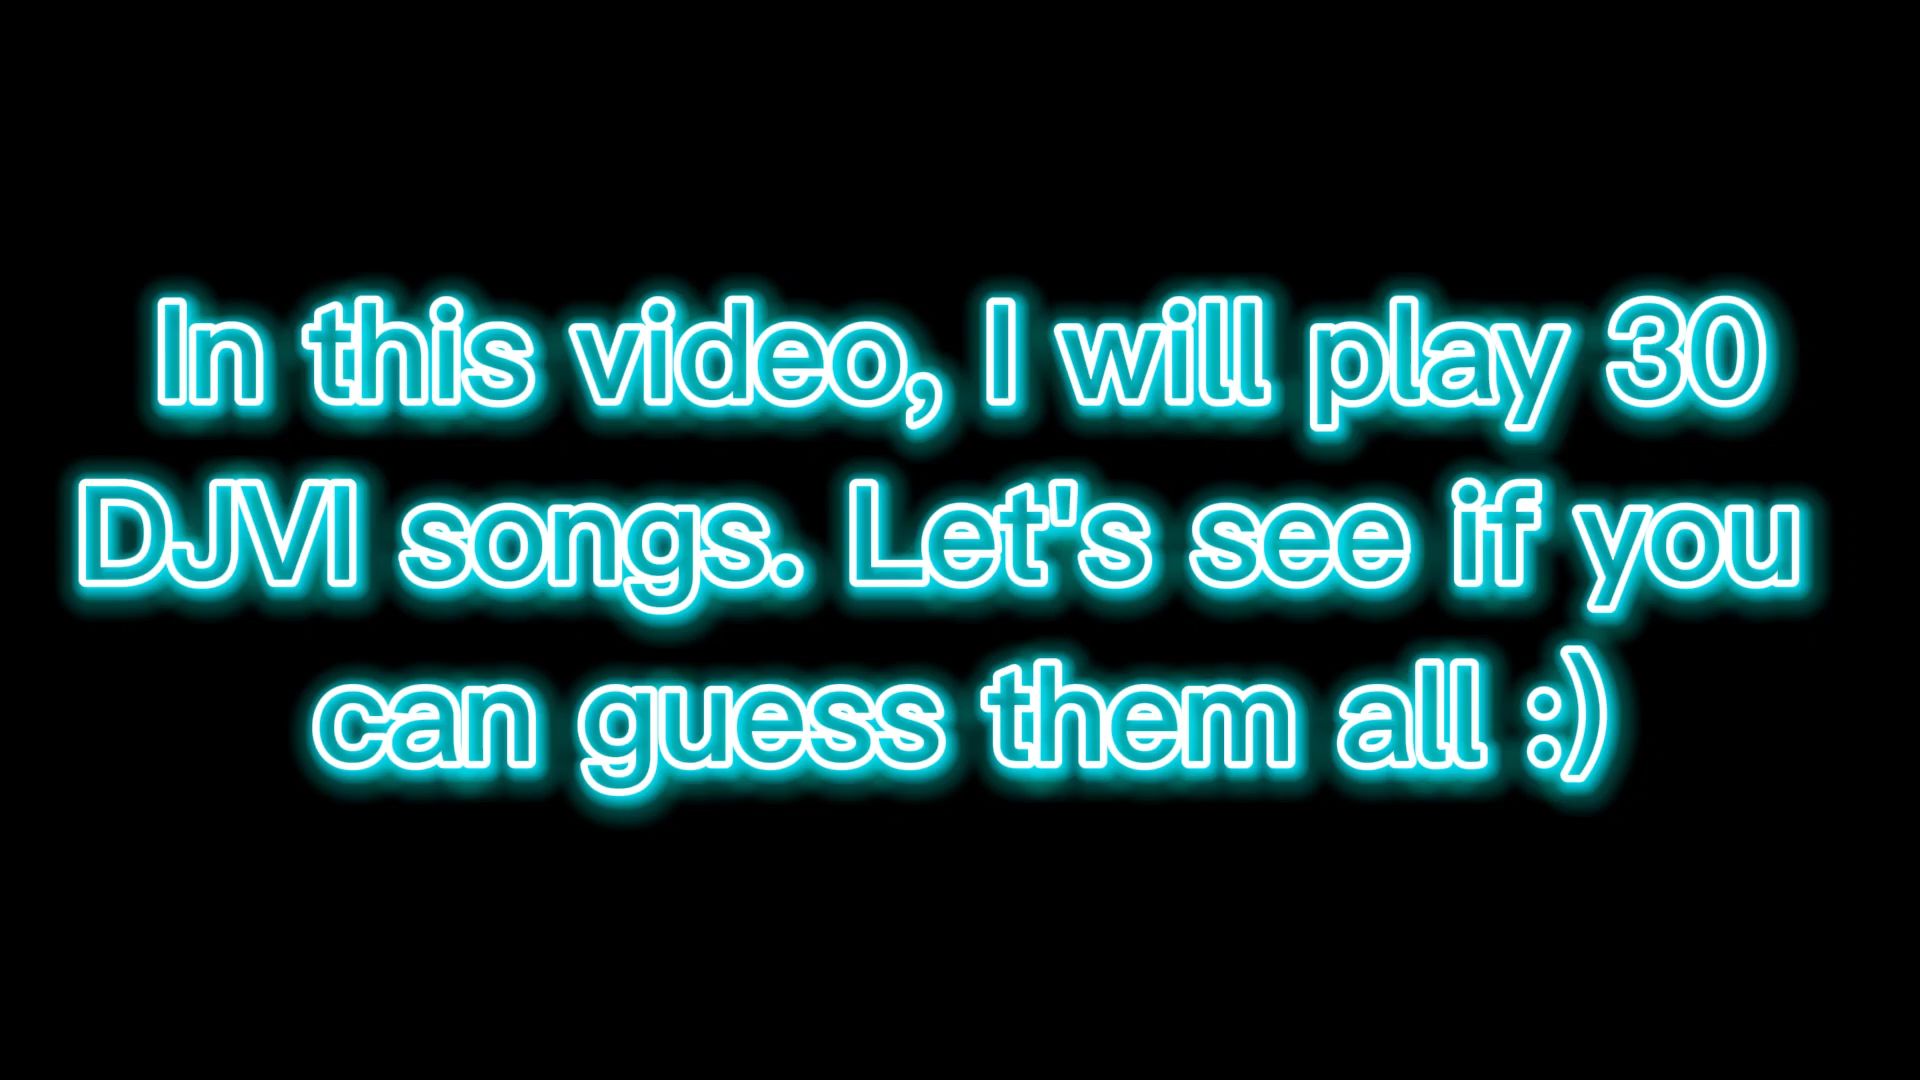 In this video, I will play 30
DJVI songs. Let's see if you
can guess them all :)